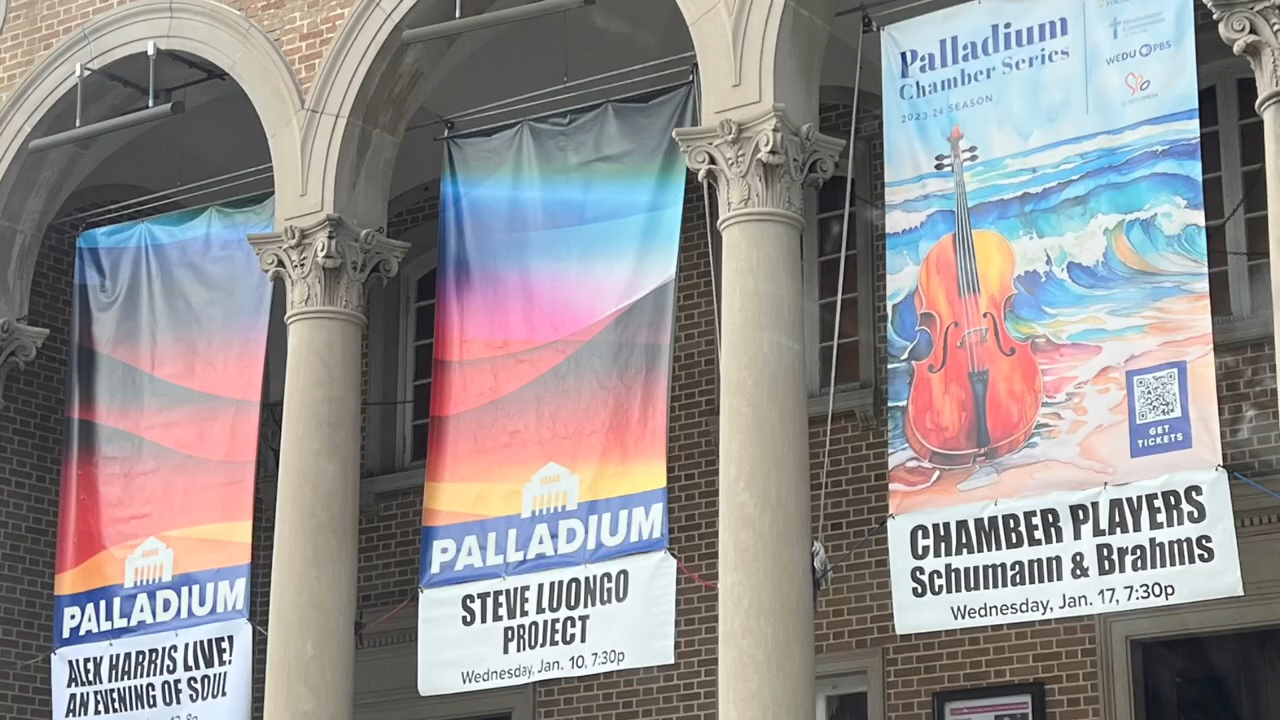 PALLADIUM
ALEX HARRIS LIVE!
AN EVENING OF SOUL
PALLADIUM
STEVE LUONGO
PROJECT
Wednesday, Jan. 10, 7:30p
Palladium
Chamber Series
2023-24 SEASON
WEDU PBS
GET
TICKETS
CHAMBER PLAYERS
Schumann & Brahms
Wednesday, Jan. 17, 7:30p